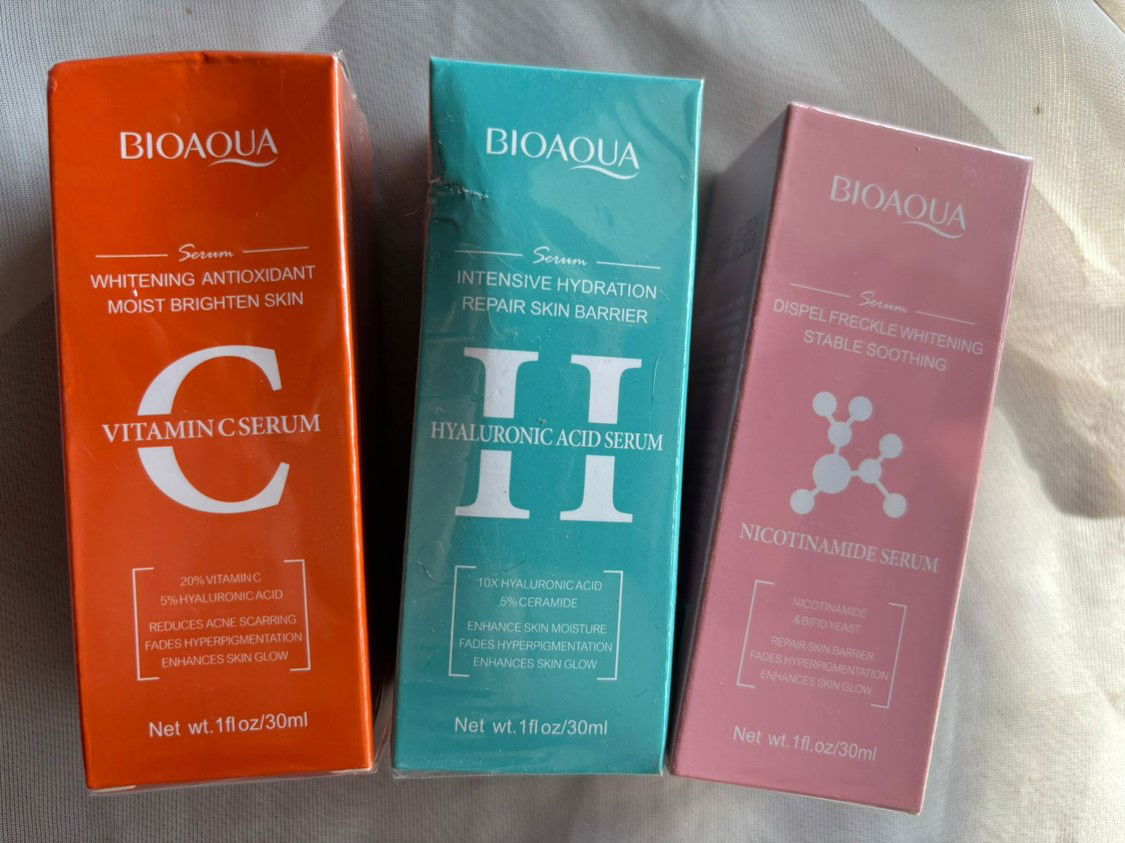 BIOAQUA
Serum
WHITENING ANTIOXIDANT
MOIST BRIGHTEN SKIN
C
VITAMIN C SERUM
20% VITAMIN C
5% HYALURONIC ACID
REDUCES ACNE SCARRING
FADES HYPERPIGMENTATION
ENHANCES SKIN GLOW
Net wt.1fl oz/30ml
BIOAQUA
Serum
INTENSIVE HYDRATION
REPAIR SKIN BARRIER
H
HYALURONIC ACID SERUM
10X HYALURONIC ACID
5% CERAMIDE
ENHANCE SKIN MOISTURE
FADES HYPERPIGMENTATION
ENHANCES SKIN GLOW
Net wt.1fl oz/30ml
BIOAQUA
Serum
DISPEL FRECKLE WHITENING
STABLE SOOTHING
NICOTINAMIDE SERUM
NICOTINAMIDE
& BIFID YEAST
REPAIR SKIN BARRIER
FADES HYPERPIGMENTATION
ENHANCES SKIN GLOW
Net wt.1fl.oz/30ml